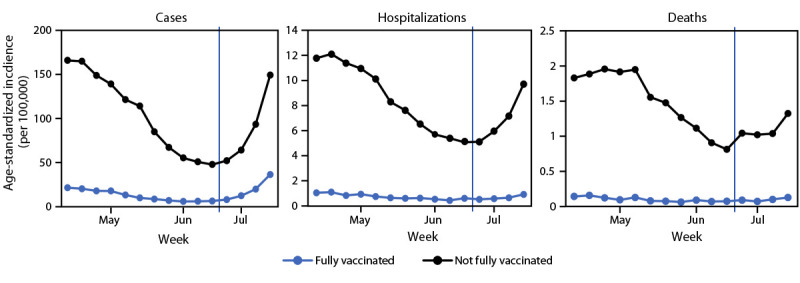 Cases
Hospitalizations
Deaths
Age-standardized incdience
(per 100,000)
200
150
100
50
0
May
Jun
Jul
Week
14
12
10
8
6
4
2
0
May
Jun
Jul
Week
2.5
2
1.5
1
0.5
0
May
Jun
Jul
Week
Fully vaccinated
Not fully vaccinated